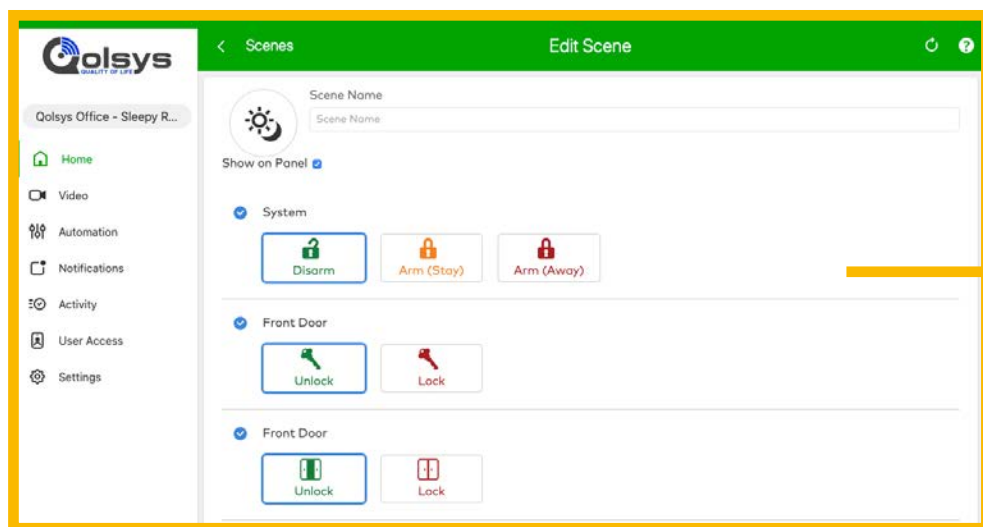 Qolsys
QUALITY OF LIFE
Qolsys Office - Sleepy R...
Home
Video
Automation
Notifications
Activity
User Access
Settings
Scenes
Edit Scene
?
Scene Name
Scene Name
Show on Panel
System
Disarm Arm (Stay) Arm (Away)
Front Door
Unlock Lock
Front Door
Unlock Lock